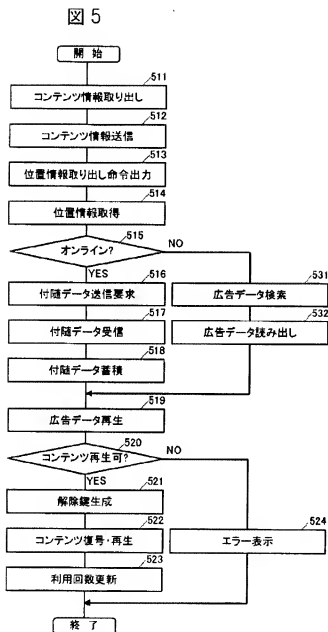 図5
開始
511
コンテンツ情報取り出し
512
コンテンツ情報送信
513
位置情報取り出し命令出力
514
位置情報取得
515
オンライン?
NO
YES
516
付随データ送信要求
531
広告データ検索
517
付随データ受信
532
広告データ読み出し
518
付随データ蓄積
519
広告データ再生
520
コンテンツ再生可?
NO
YES
521
解除鍵生成
522
コンテンツ復号・再生
524
エラー表示
523
利用回数更新
終了